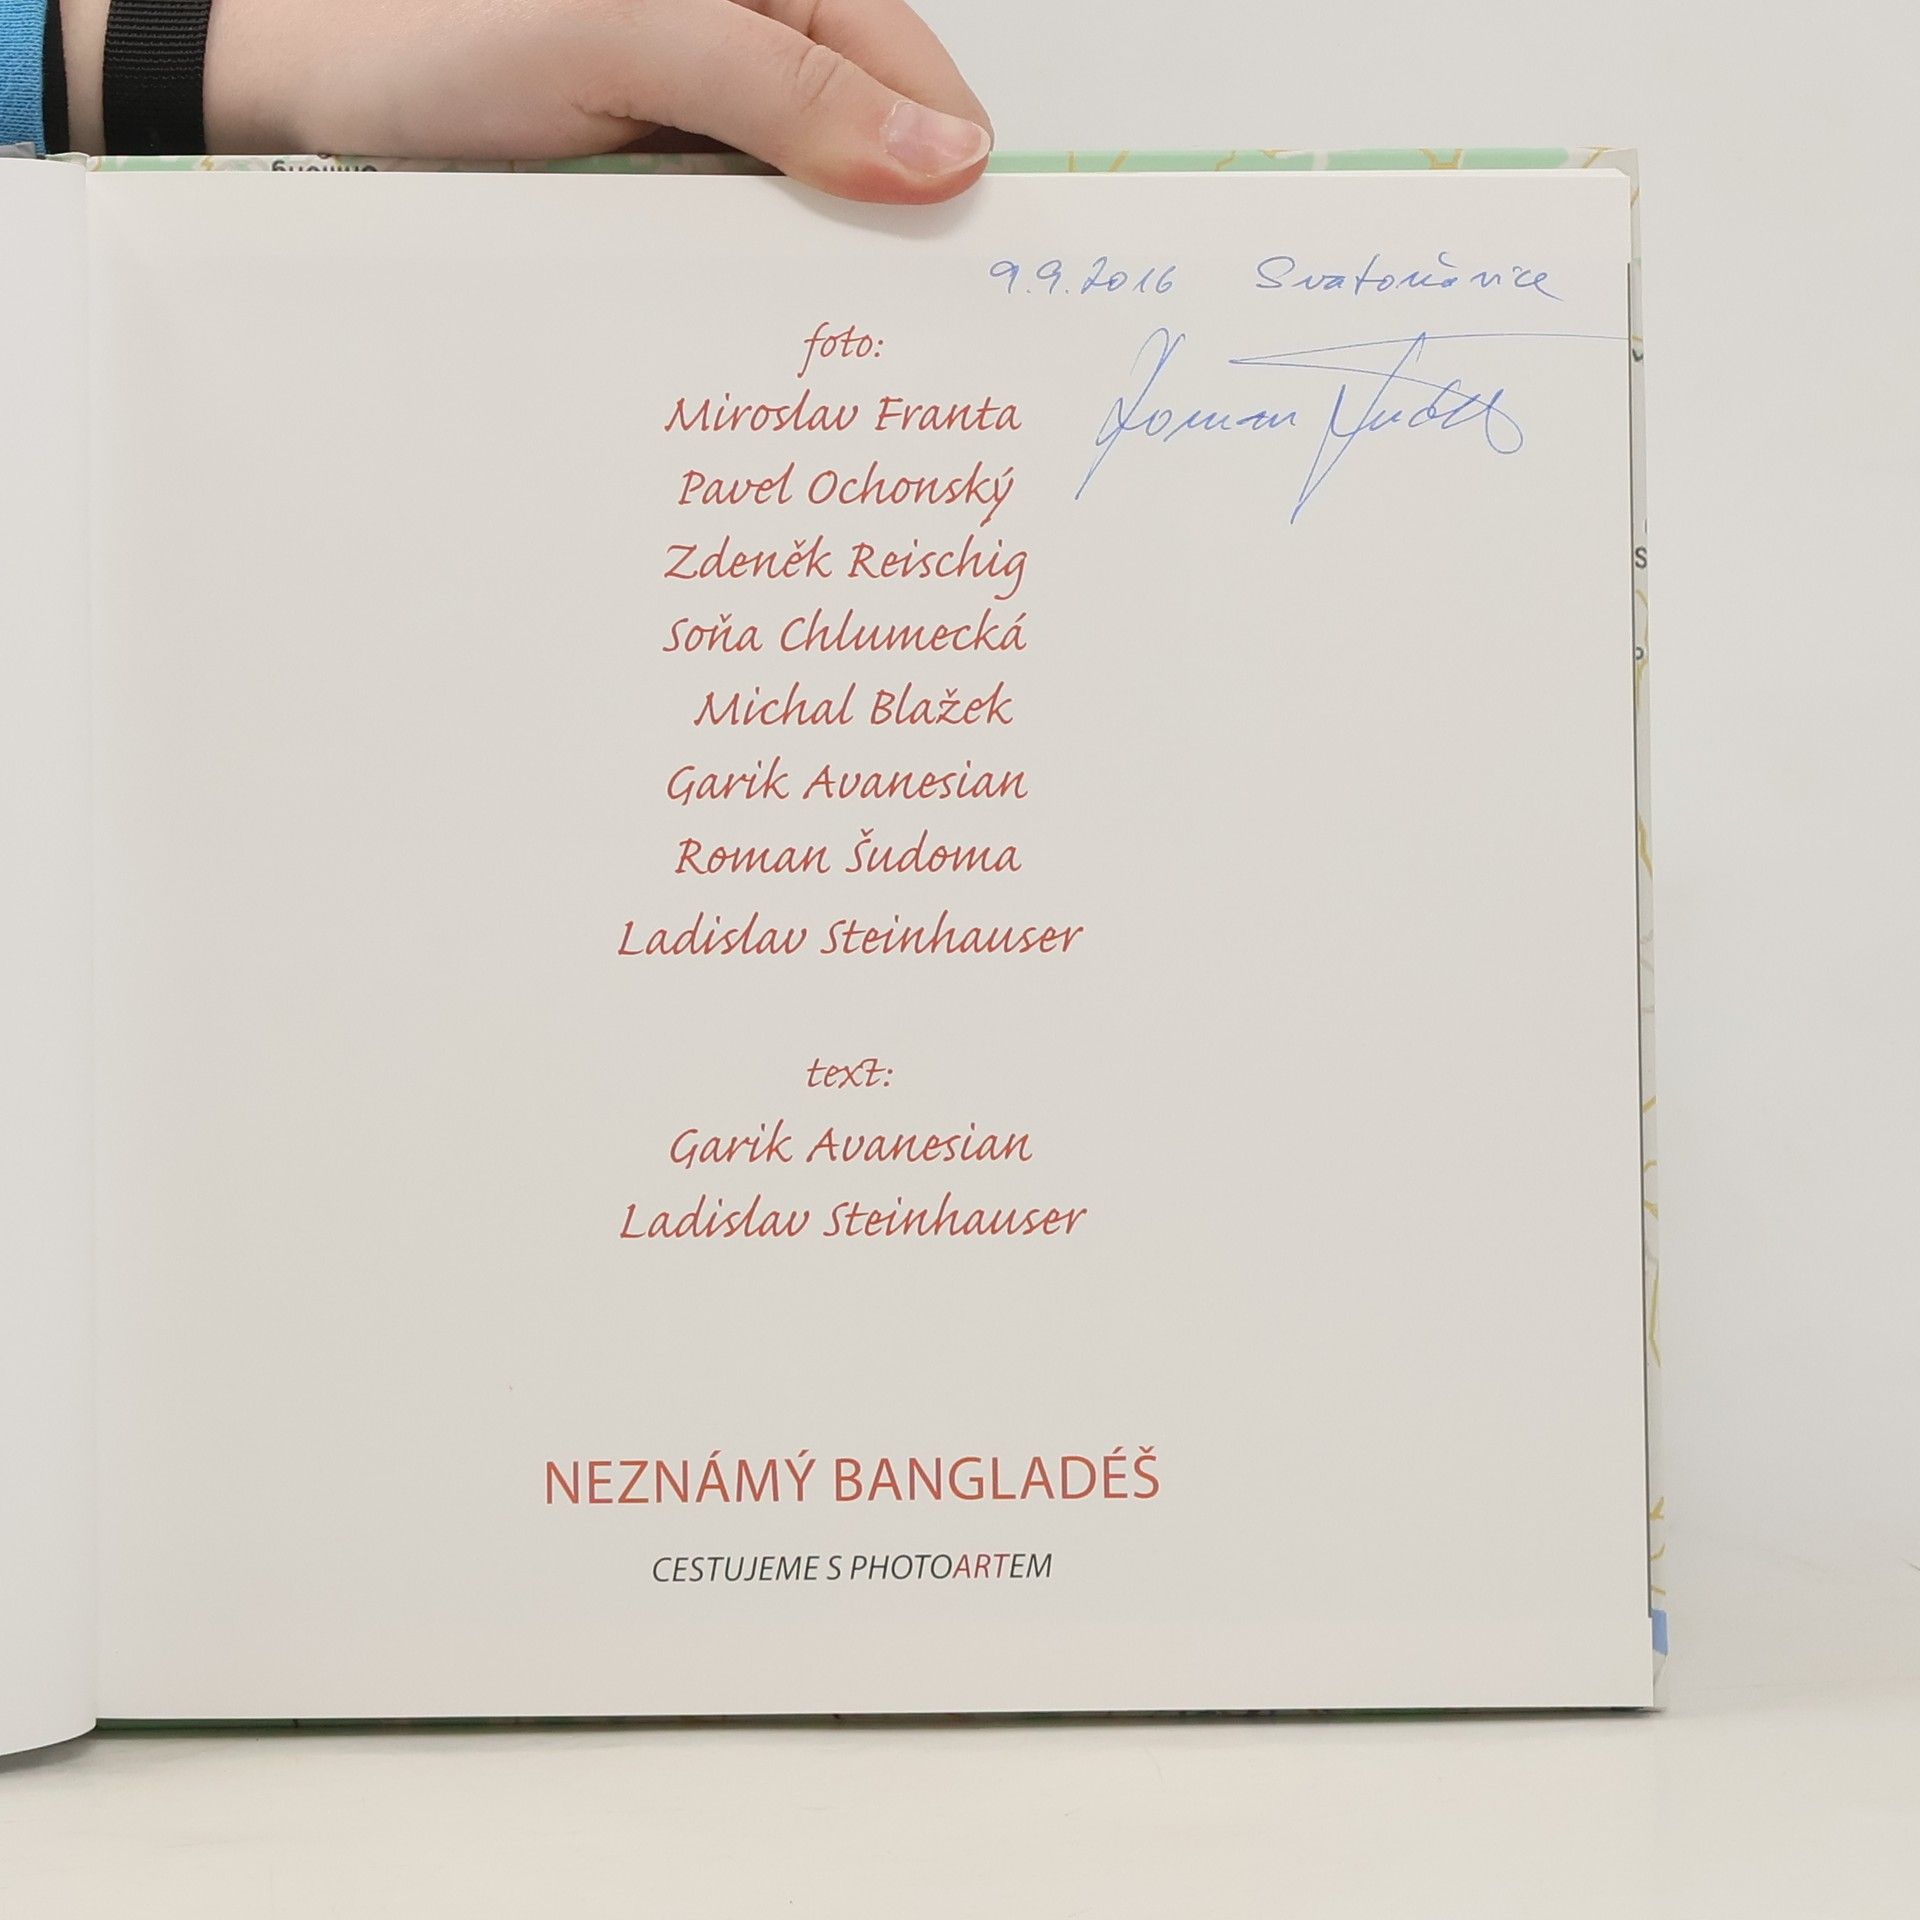 9.9.2016 Svatoňovice
foto:
Miroslav Franta
Roman
Pavel Ochonský
Zdeněk Reischig
Soňa Chlumecká
Michal Blažek
Garik Avanesian
Roman Šudoma
Ladislav Steinhauser
text:
Garik Avanesian
Ladislav Steinhauser
NEZNÁMÝ BANGLADÉŠ
CESTUJEME S PHOTOARTEM